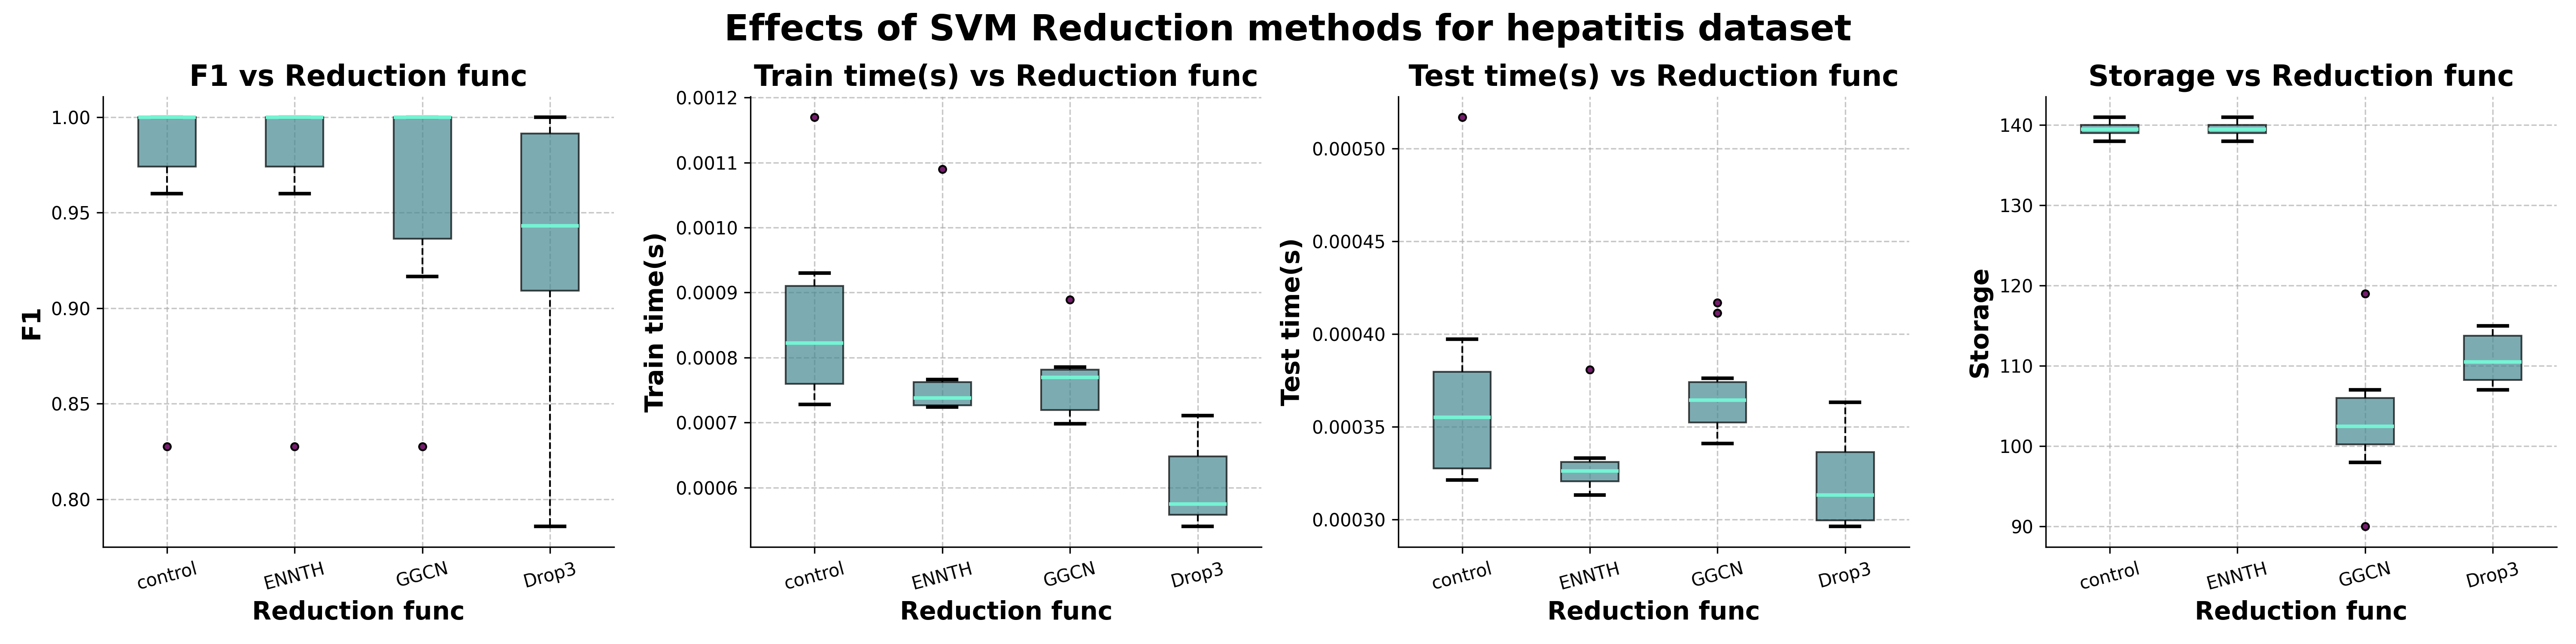 Effects of SVM Reduction methods for hepatitis dataset
F1 vs Reduction func
F1
1.00
0.95
0.90
0.85
0.80
control
ENNTH
GGCN
Drop3
Reduction func
Train time(s) vs Reduction func
Train time(s)
0.0012
0.0011
0.0010
0.0009
0.0008
0.0007
0.0006
control
ENNTH
GGCN
Drop3
Reduction func
Test time(s) vs Reduction func
Test time(s)
0.00050
0.00045
0.00040
0.00035
0.00030
control
ENNTH
GGCN
Drop3
Reduction func
Storage vs Reduction func
Storage
140
130
120
110
100
90
control
ENNTH
GGCN
Drop3
Reduction func